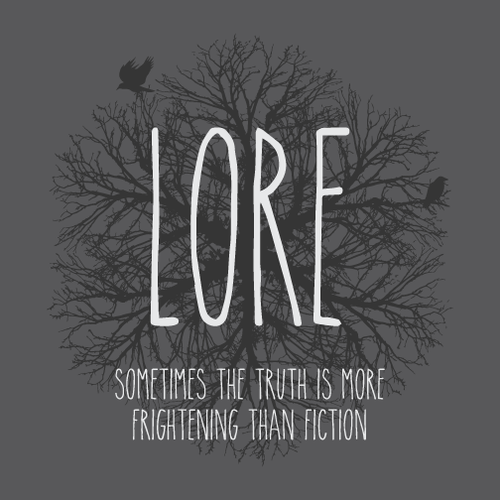 LORE
SOMETIMES THE TRUTH IS MORE
FRIGHTENING THAN FICTION